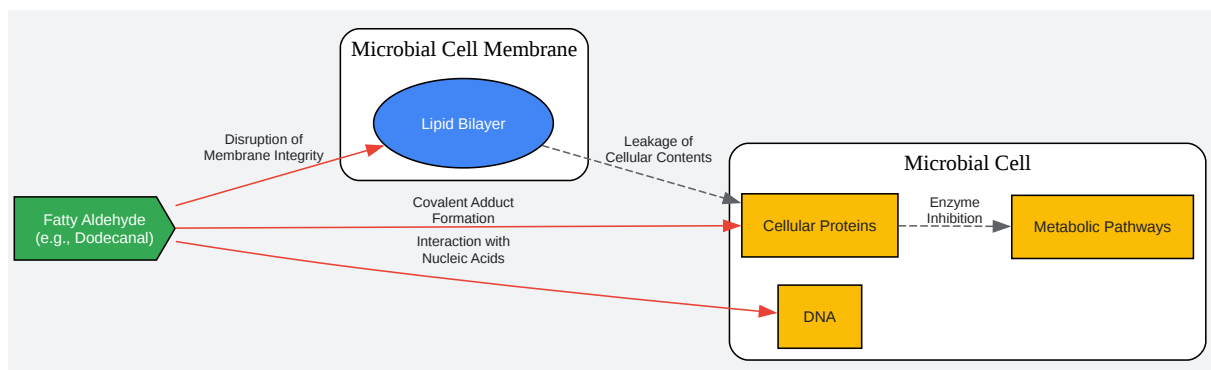 Microbial Cell Membrane
Lipid Bilayer
Disruption of
Membrane Integrity
Leakage of
Cellular Contents
Microbial Cell
Fatty Aldehyde
(e.g., Dodecanal)
Covalent Adduct
Formation
Cellular Proteins
Enzyme
Inhibition
Metabolic Pathways
Interaction with
Nucleic Acids
DNA